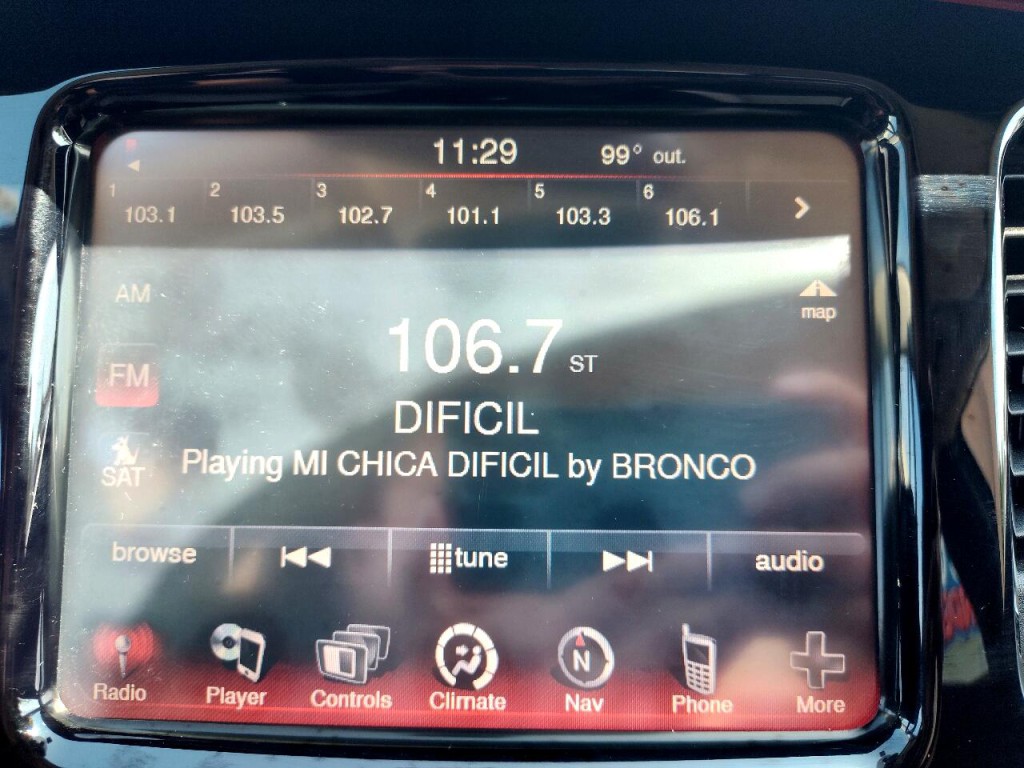 11:29 99° out.
1 2 3 4 5 6
103.1 103.5 102.7 101.1 103.3 106.1
AM
map
106.7 ST
FM
DIFICIL
SAT
Playing MI CHICA DIFICIL by BRONCO
browse tune audio
N
Radio Player Controls Climate Nav Phone More